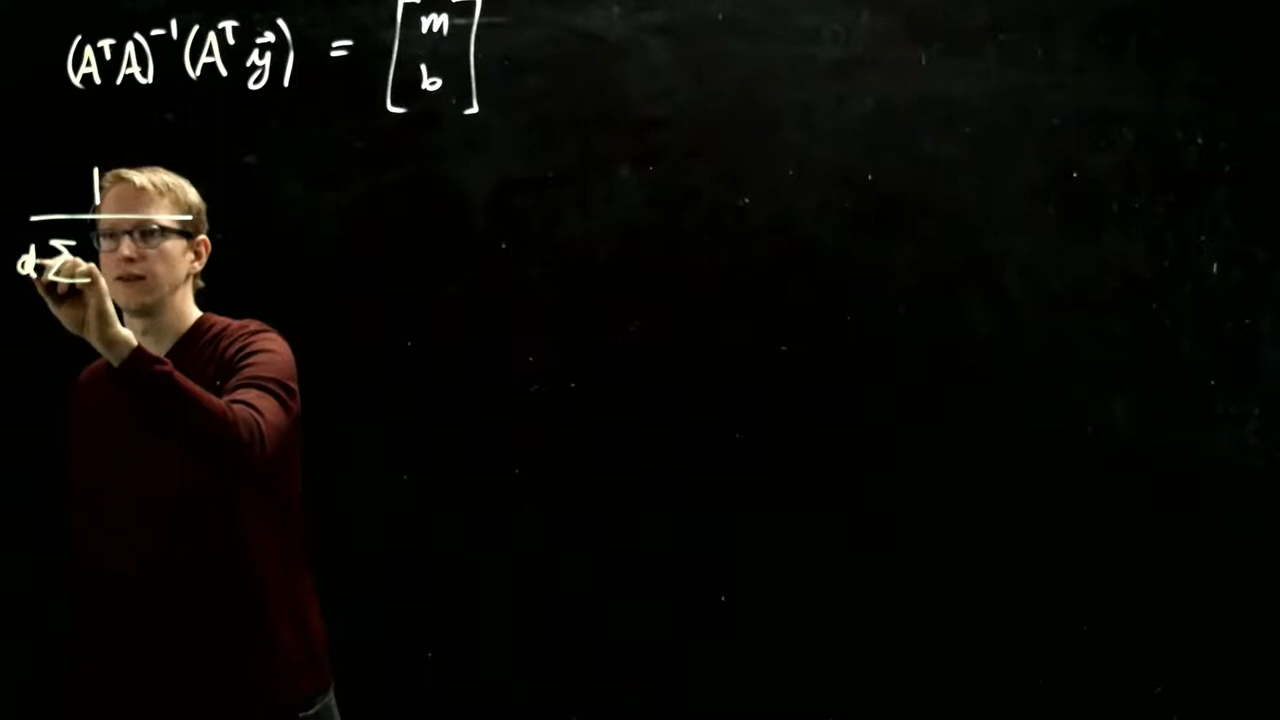 (AᵀA)⁻¹(Aᵀy⃗) = [m
b]
1
d Σ